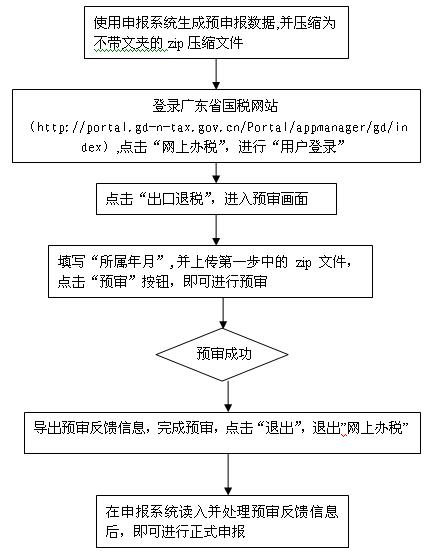 使用申报系统生成预申报数据,并压缩为
不带文夹的 zip 压缩文件
登录广东省国税网站
（http://portal.gd-n-tax.gov.cn/Portal/appmanager/gd/in
dex）,点击“网上办税”，进行“用户登录”
点击“出口退税”，进入预审画面
填写“所属年月”,并上传第一步中的 zip 文件，
点击“预审”按钮，即可进行预审
预审成功
导出预审反馈信息，完成预审，点击“退出”，退出”网上办税”
在申报系统读入并处理预审反馈信息
后，即可进行正式申报